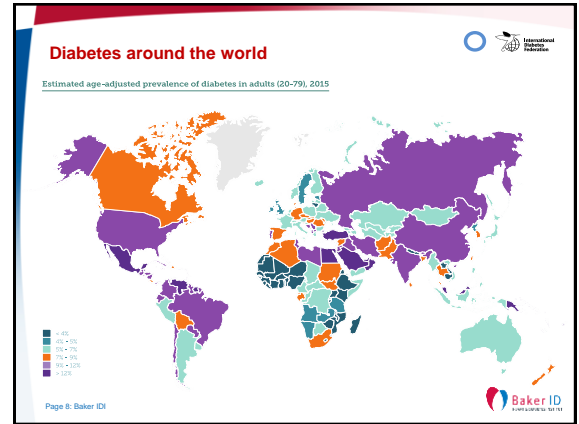 Diabetes around the world
International
Diabetes
Federation
Estimated age-adjusted prevalence of diabetes in adults (20-79), 2015
< 4%
4% - 5%
5% - 7%
7% - 9%
9% - 12%
> 12%
Page 8: Baker IDI
Baker ID